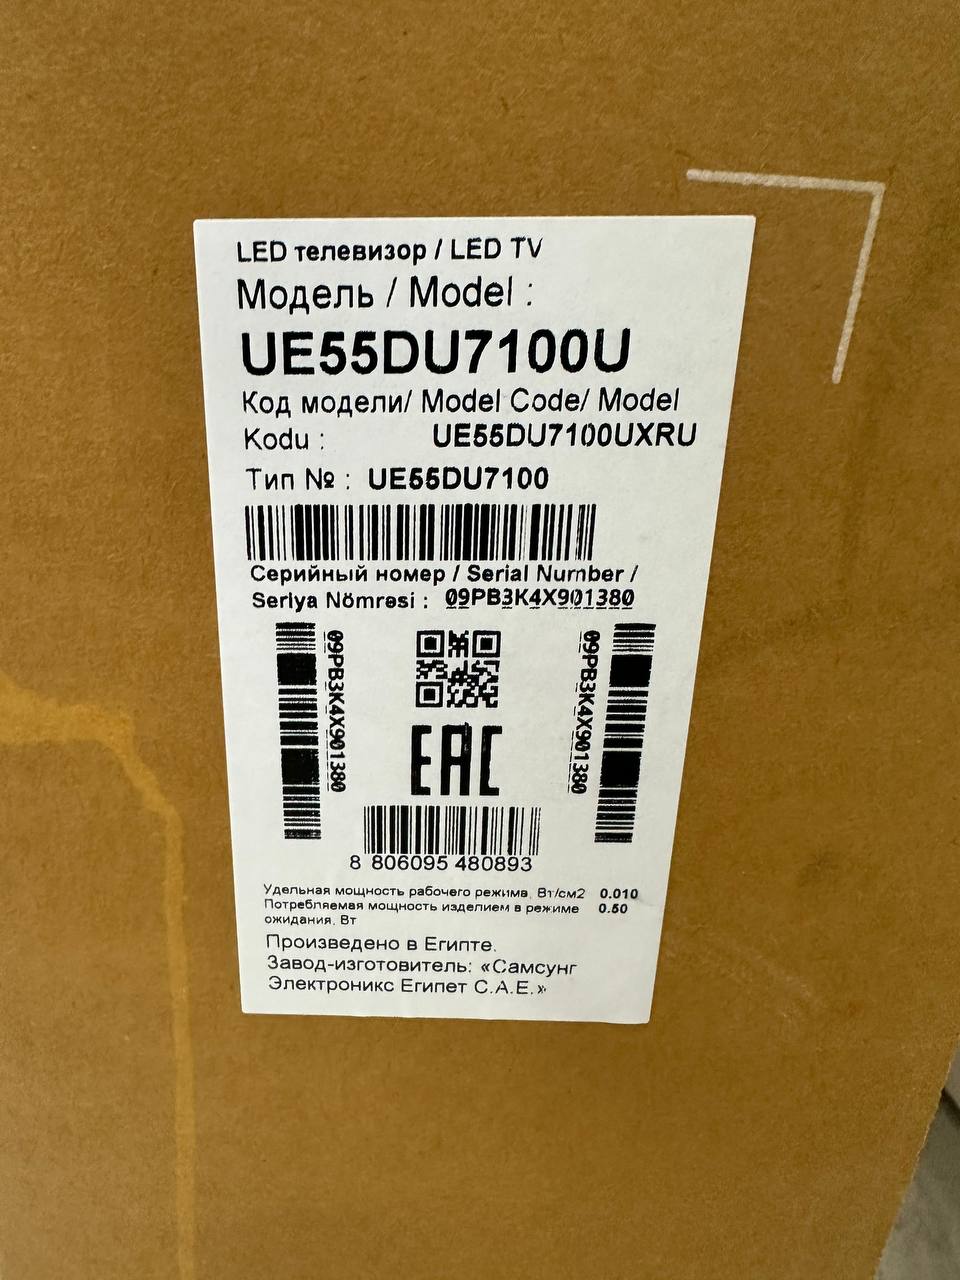 LED телевизор / LED TV
Модель / Model :
UE55DU7100U
Код модели/ Model Code/ Model
Kodu : UE55DU7100UXRU
Тип № : UE55DU7100
Серийный номер / Serial Number /
Seriya Nömrəsi : 09PB3K4X901380
09PB3K4X901380
09PB3K4X901380
EAC
8 806095 480893
Удельная мощность рабочего режима, Вт/см2 0.010
Потребляемая мощность изделием в режиме 0.50
ожидания, Вт
Произведено в Египте.
Завод-изготовитель: «Самсунг
Электроникс Египет С.А.Е.»